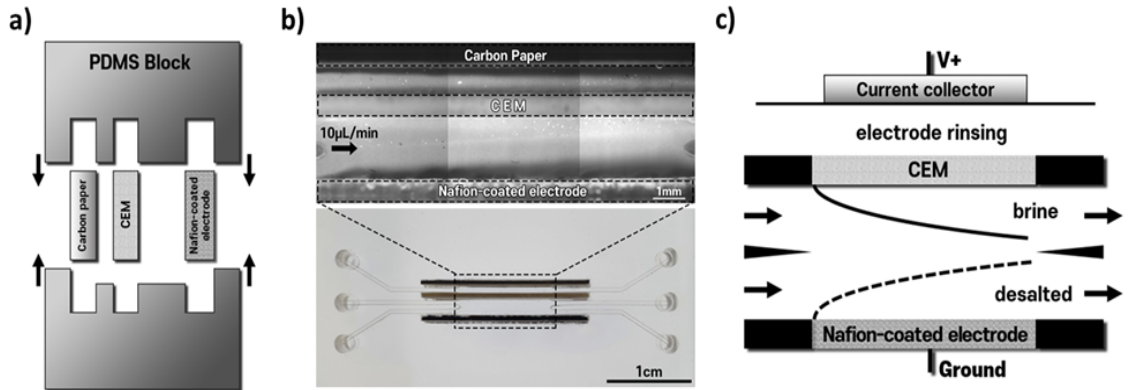 a)
PDMS Block
Carbon paper
CEM
Nafion-coated
electrode
b)
Carbon Paper
CEM
10µL/min
Nafion-coated electrode
1mm
1cm
c)
V+
Current collector
electrode rinsing
CEM
brine
desalted
Nafion-coated electrode
Ground